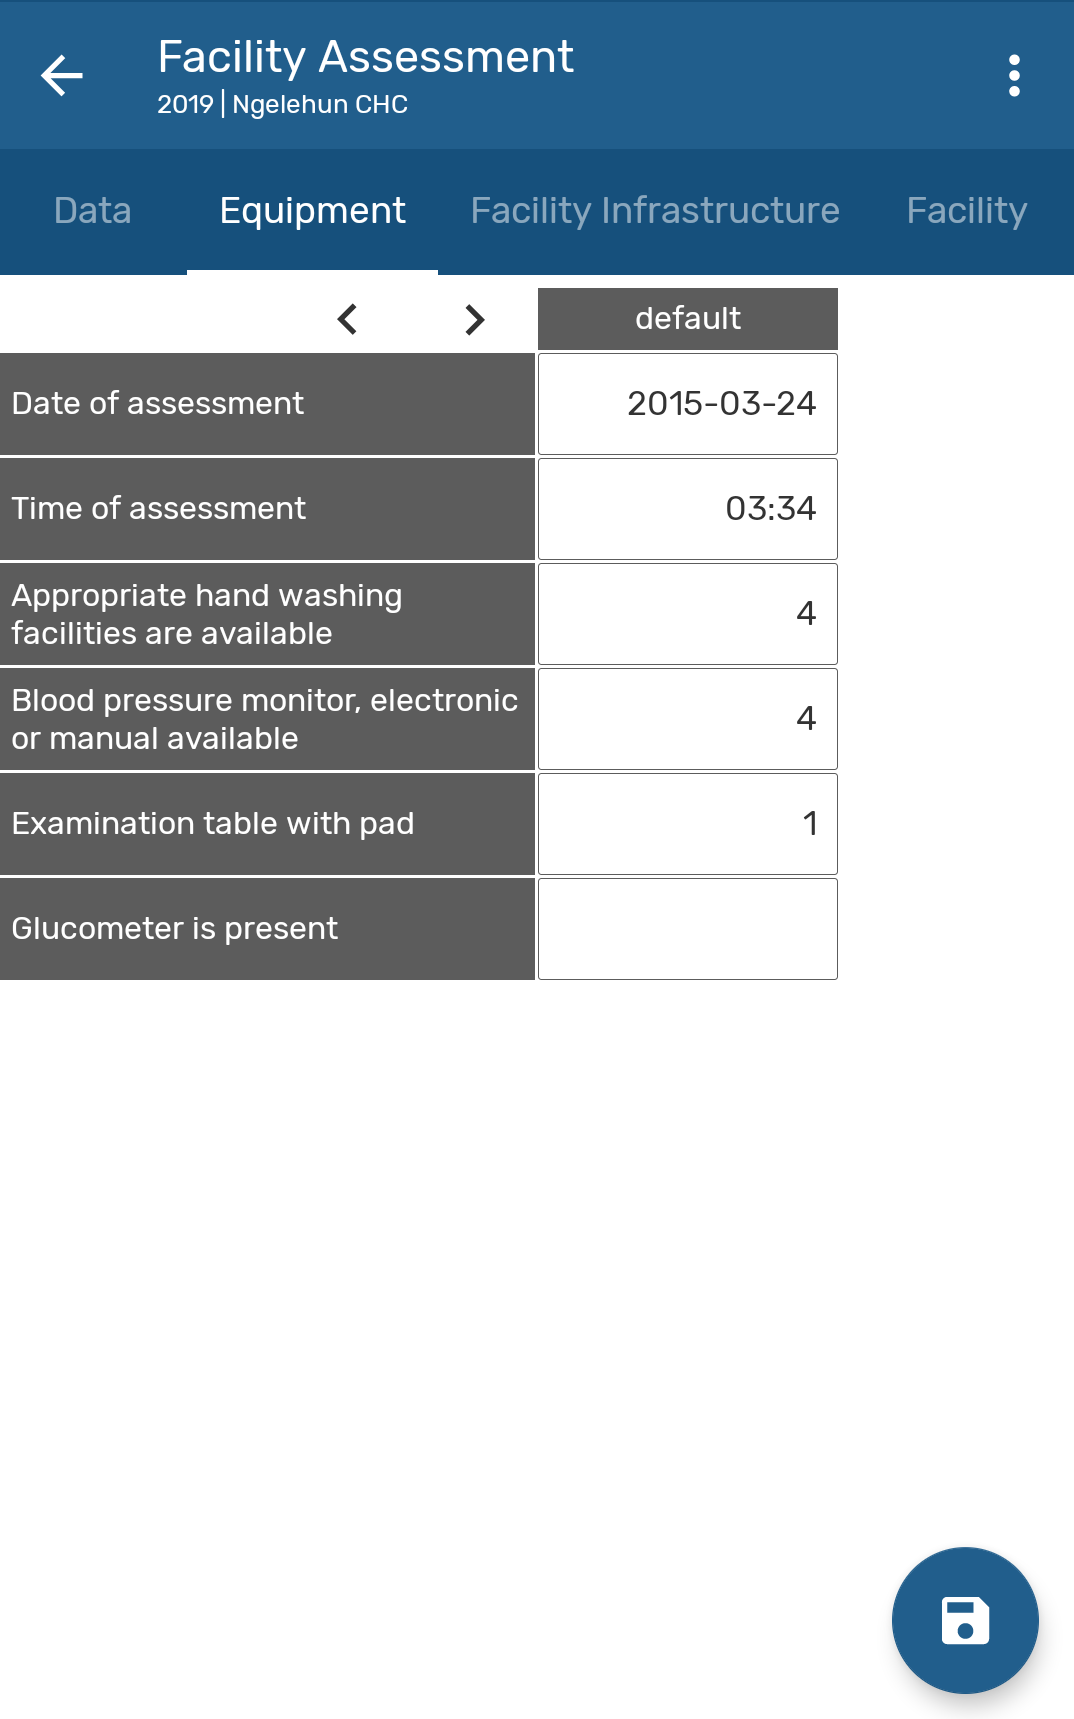 Facility Assessment
2019 | Ngelehun CHC
Data
Equipment
Facility Infrastructure
Facility
default
Date of assessment
2015-03-24
Time of assessment
03:34
Appropriate hand washing
facilities are available
4
Blood pressure monitor, electronic
or manual available
4
Examination table with pad
1
Glucometer is present